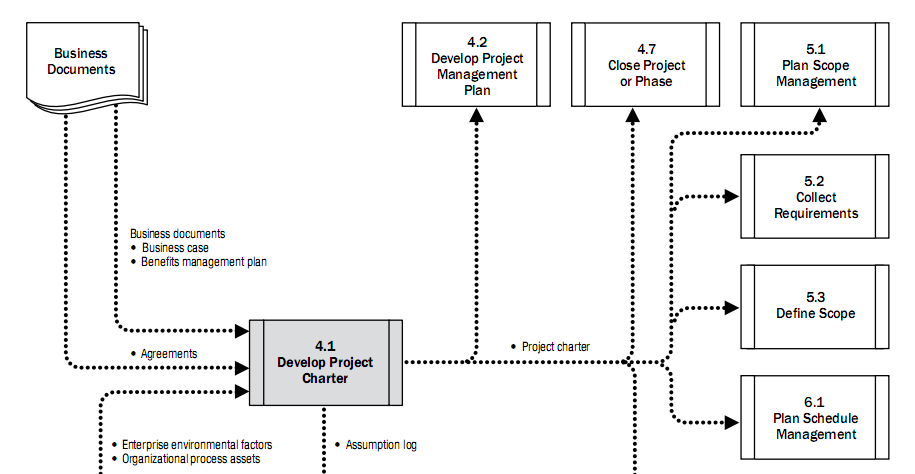 Business
Documents
4.2
Develop Project
Management
Plan
4.7
Close Project
or Phase
5.1
Plan Scope
Management
5.2
Collect
Requirements
Business documents
• Business case
• Benefits management plan
5.3
Define Scope
4.1
Develop Project
Charter
• Project charter
• Agreements
6.1
Plan Schedule
Management
• Enterprise environmental factors
• Organizational process assets
• Assumption log